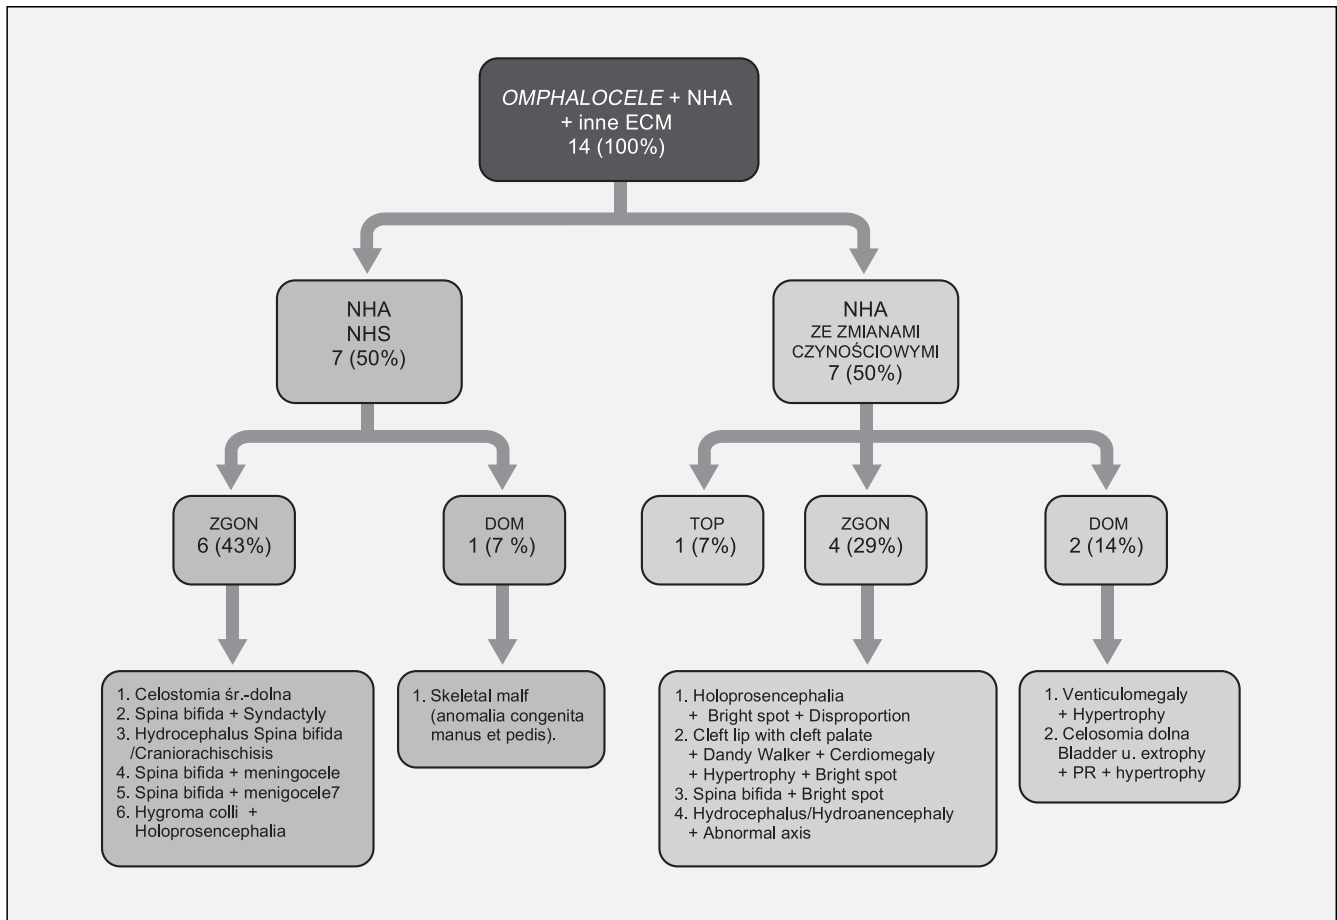 OMPHALOCELE + NHA
+ inne ECM
14 (100%)
NHA
NHS
7 (50%)
NHA
ZE ZMIANAMI
CZYNOŚCIOWYMI
7 (50%)
ZGON
6 (43%)
DOM
1 (7 %)
TOP
1 (7%)
ZGON
4 (29%)
DOM
2 (14%)
1. Celostomia śr.-dolna
2. Spina bifida + Syndactyly
3. Hydrocephalus Spina bifida
/Craniorachischisis
4. Spina bifida + meningocele
5. Spina bifida + menigocele7
6. Hygroma colli + 
Holoprosencephalia
1. Skeletal malf
(anomalia congenita
manus et pedis).
1. Holoprosencephalia
+ Bright spot + Disproportion
2. Cleft lip with cleft palate
+ Dandy Walker + Cerdiomegaly
+ Hypertrophy + Bright spot
3. Spina bifida + Bright spot
4. Hydrocephalus/Hydroanencephaly
+ Abnormal axis
1. Venticulomegaly
+ Hypertrophy
2. Celosomia dolna
Bladder u. extrophy
+ PR + hypertrophy